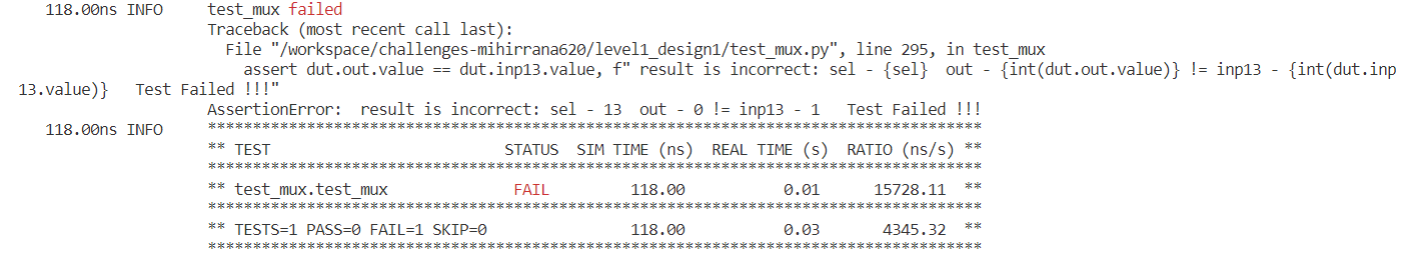 118.00ns INFO     test_mux failed
                  Traceback (most recent call last):
                    File "/workspace/challenges-mihirrana620/level1_design1/test_mux.py", line 295, in test_mux
                      assert dut.out.value == dut.inp13.value, f" result is incorrect: sel - {sel}  out - {int(dut.out.value)} != inp13 - {int(dut.inp
13.value)}   Test Failed !!!"
                  AssertionError:  result is incorrect: sel - 13  out - 0 != inp13 - 1   Test Failed !!!
118.00ns INFO     **************************************************************************************
                  ** TEST                          STATUS  SIM TIME (ns)  REAL TIME (s)  RATIO (ns/s) **
                  **************************************************************************************
                  ** test_mux.test_mux              FAIL         118.00           0.01      15728.11  **
                  **************************************************************************************
                  ** TESTS=1 PASS=0 FAIL=1 SKIP=0                118.00           0.03       4345.32  **
                  **************************************************************************************